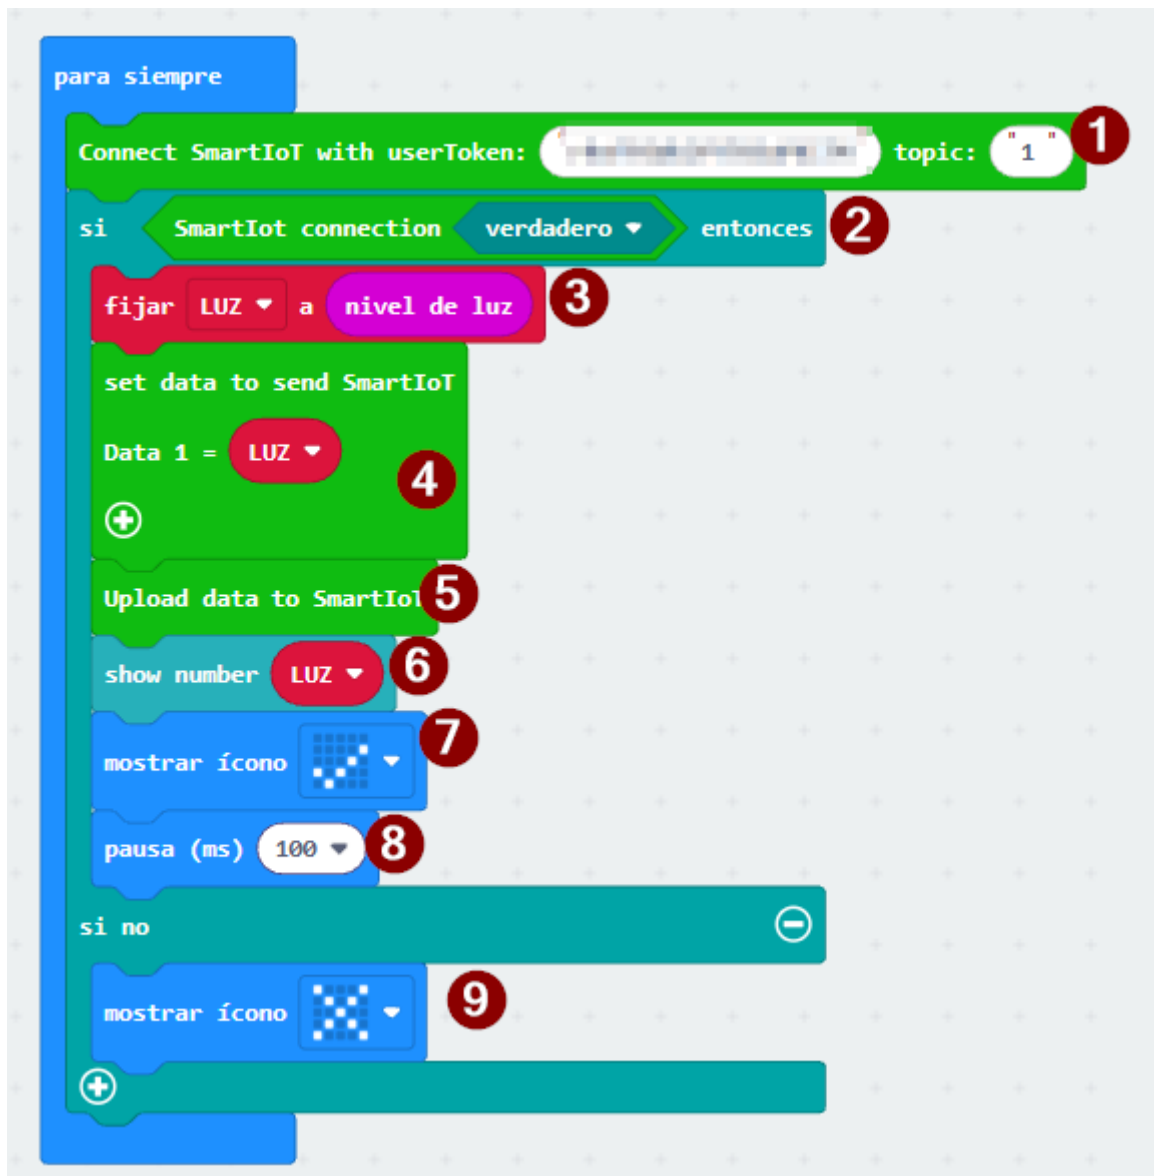 para siempre
Connect SmartIoT with userToken: " " topic: "1" 1
si SmartIot connection verdadero entonces 2
fijar LUZ a nivel de luz 3
set data to send SmartIoT
Data 1 = LUZ
4
Upload data to SmartIoT 5
show number LUZ 6
mostrar ícono 7
pausa (ms) 100 8
si no
mostrar ícono 9